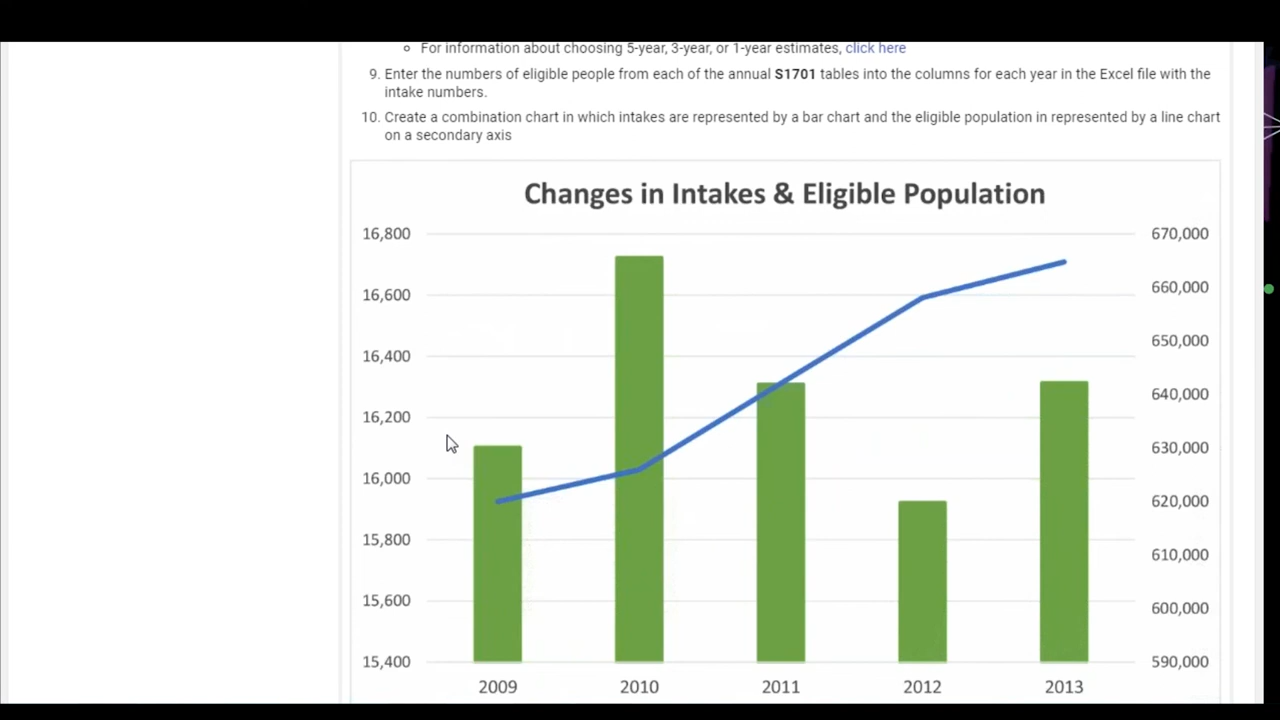 For information about choosing 5-year, 3-year, or 1-year estimates, click here
9. Enter the numbers of eligible people from each of the annual S1701 tables into the columns for each year in the Excel file with the
intake numbers.
10. Create a combination chart in which intakes are represented by a bar chart and the eligible population in represented by a line chart
on a secondary axis
Changes in Intakes & Eligible Population
16,800
16,600
16,400
16,200
16,000
15,800
15,600
15,400
670,000
660,000
650,000
640,000
630,000
620,000
610,000
600,000
590,000
2009 2010 2011 2012 2013